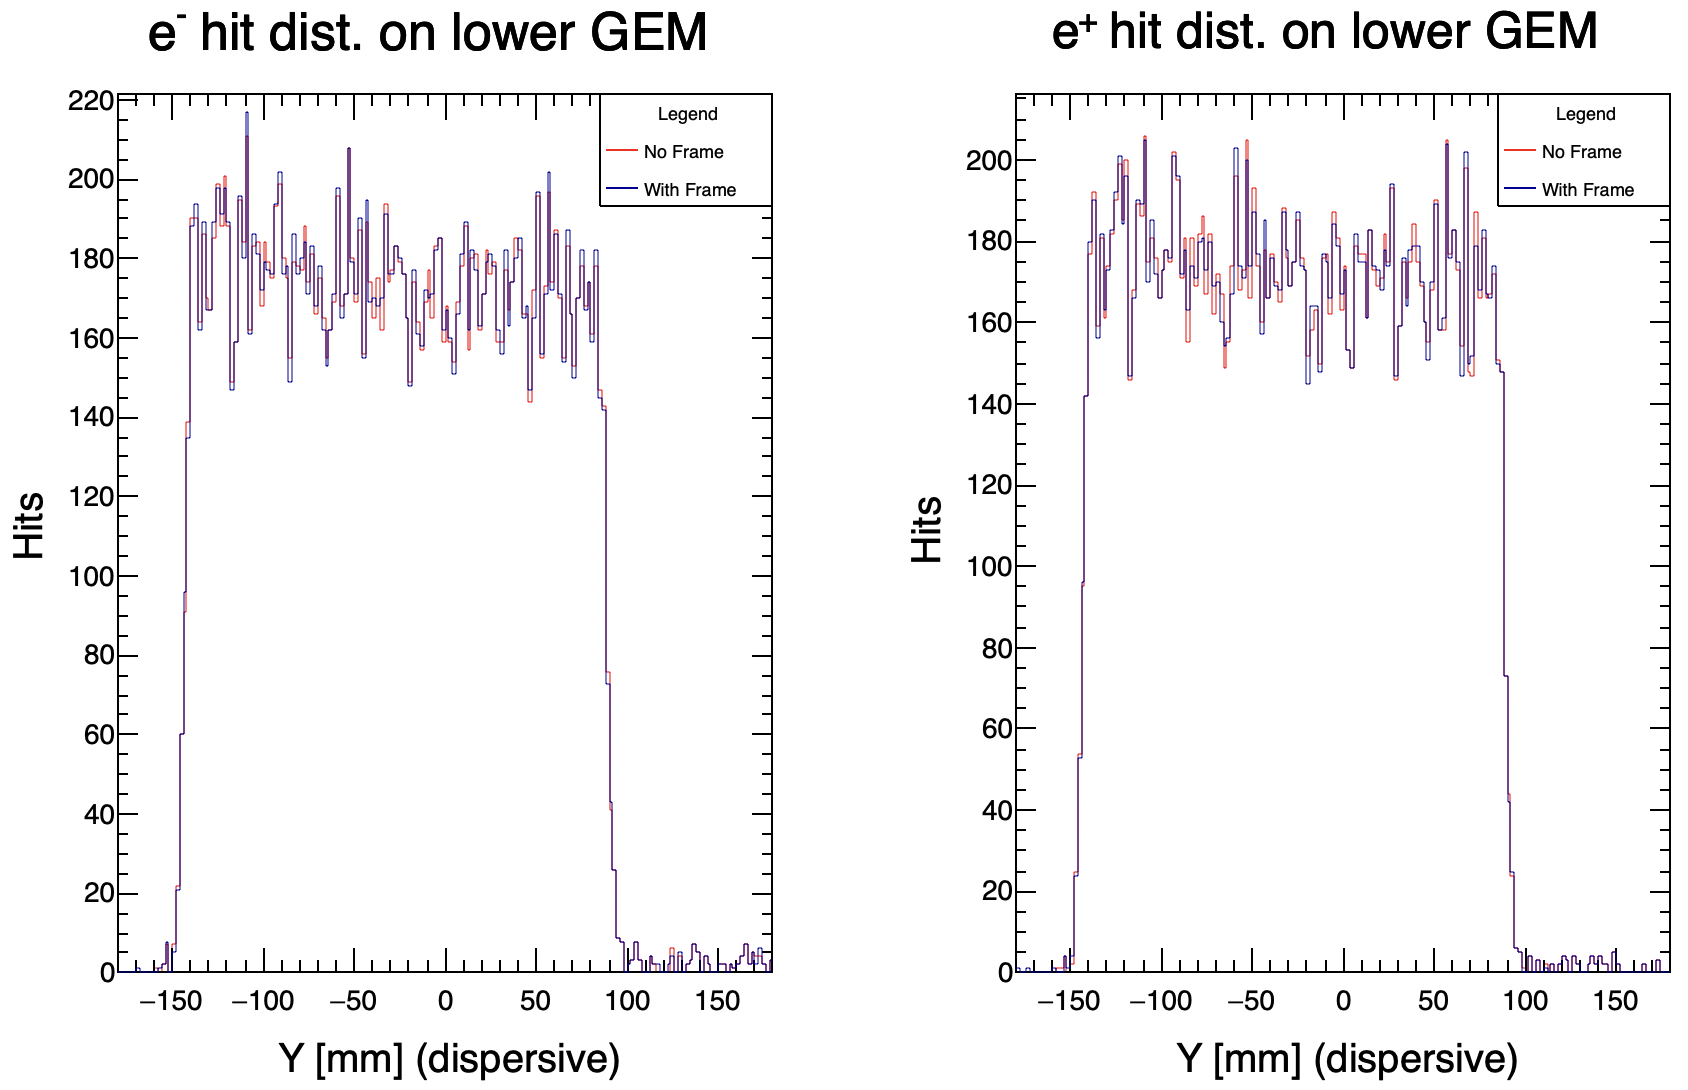 e- hit dist. on lower GEM
Legend
No Frame
With Frame
220
200
180
160
140
120
100
80
60
40
20
0
Hits
−150 −100 −50 0 50 100 150
Y [mm] (dispersive)
e+ hit dist. on lower GEM
Legend
No Frame
With Frame
200
180
160
140
120
100
80
60
40
20
0
Hits
−150 −100 −50 0 50 100 150
Y [mm] (dispersive)